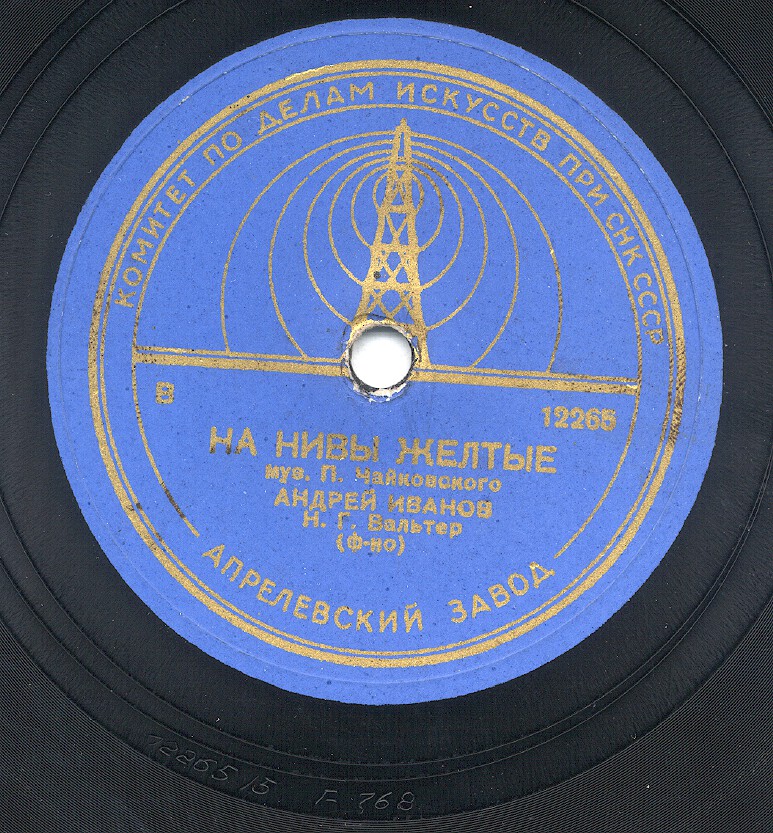 КОМИТЕТ ПО ДЕЛАМ ИСКУССТВ ПРИ СНК СССР
В 12265
НА НИВЫ ЖЕЛТЫЕ
муз. П. Чайковского
АНДРЕЙ ИВАНОВ
Н. Г. Вальтер
(ф-но)
АПРЕЛЕВСКИЙ ЗАВОД
12265/5 F-768